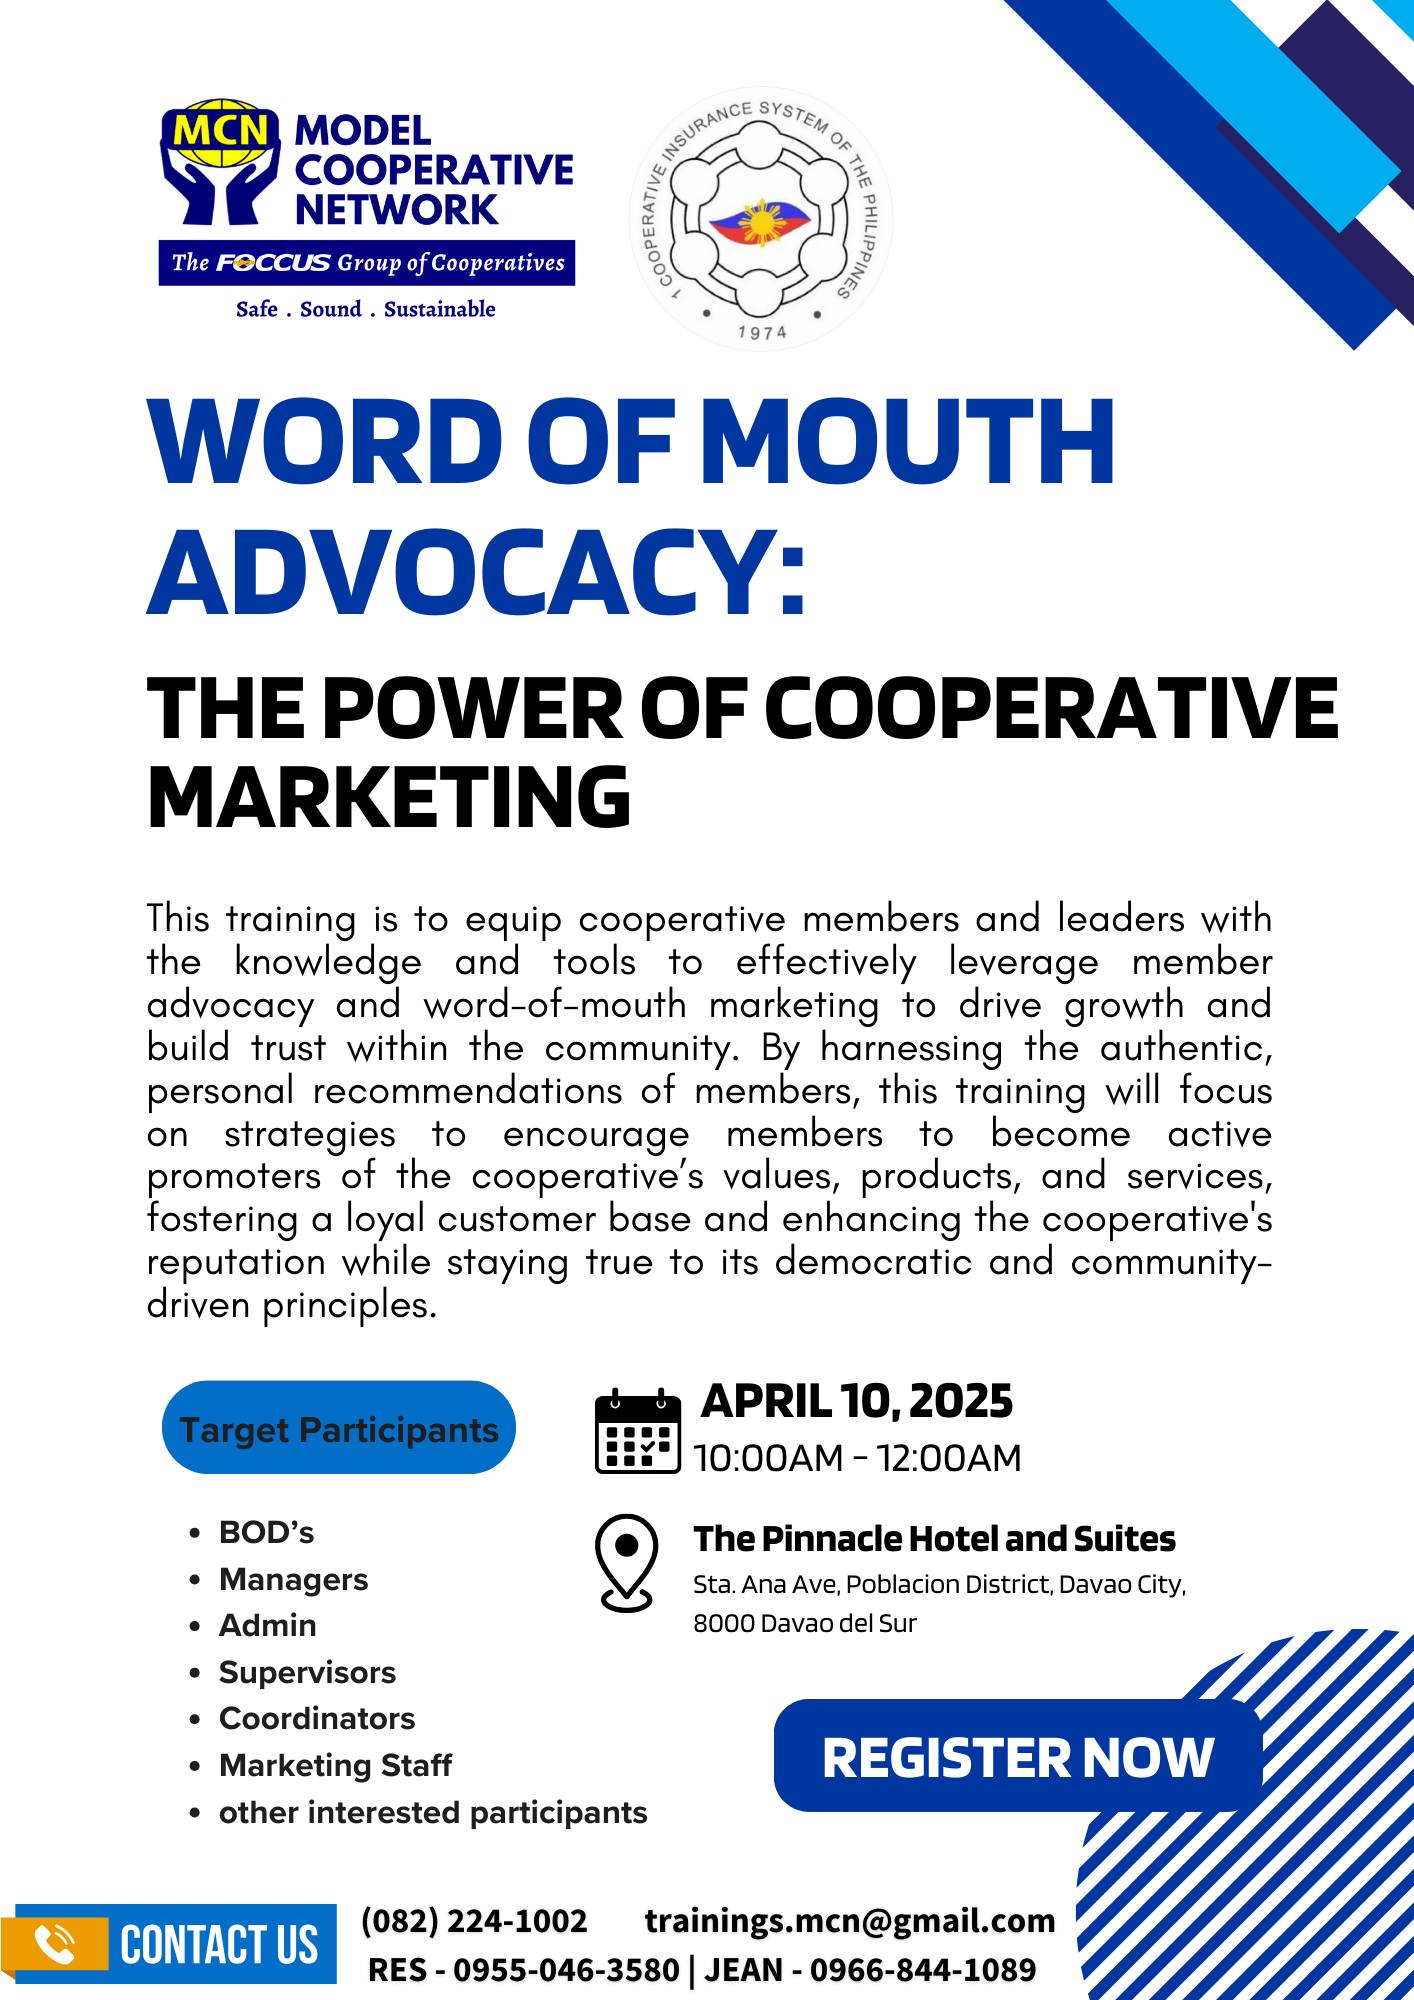 MCN
MODEL
COOPERATIVE
NETWORK
The FOCCUS Group of Cooperatives
Safe . Sound . Sustainable
1 COOPERATIVE INSURANCE SYSTEM OF THE PHILIPPINES
• 1974 •
WORD OF MOUTH
ADVOCACY:
THE POWER OF COOPERATIVE
MARKETING
This training is to equip cooperative members and leaders with
the knowledge and tools to effectively leverage member
advocacy and word-of-mouth marketing to drive growth and
build trust within the community. By harnessing the authentic,
personal recommendations of members, this training will focus
on strategies to encourage members to become active
promoters of the cooperative’s values, products, and services,
fostering a loyal customer base and enhancing the cooperative's
reputation while staying true to its democratic and community-
driven principles.
Target Participants
• BOD’s
• Managers
• Admin
• Supervisors
• Coordinators
• Marketing Staff
• other interested participants
APRIL 10, 2025
10:00AM - 12:00AM
The Pinnacle Hotel and Suites
Sta. Ana Ave, Poblacion District, Davao City,
8000 Davao del Sur
REGISTER NOW
CONTACT US
(082) 224-1002 trainings.mcn@gmail.com
RES - 0955-046-3580 | JEAN - 0966-844-1089